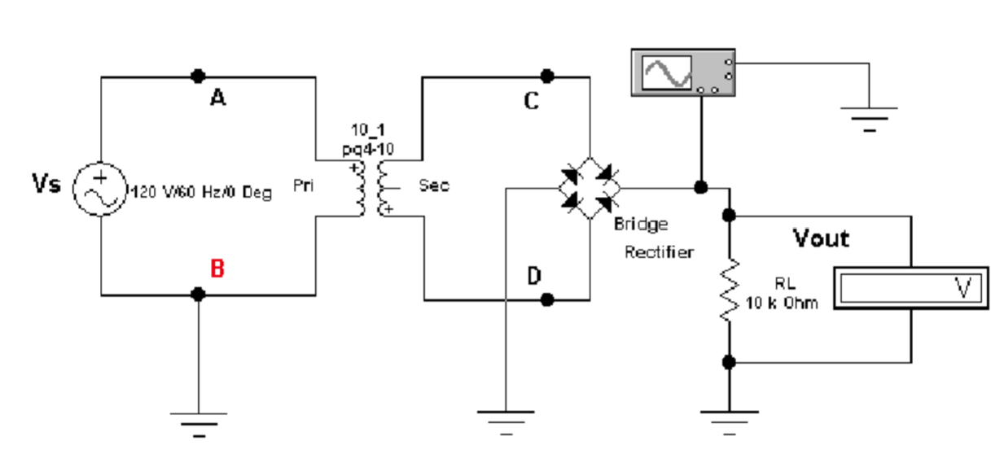 A
C
10_1
pq4-10
+
Vs
+
120 V/60 Hz/0 Deg
Pri
Sec
+
Bridge
Rectifier
Vout
B
D
RL
10 k Ohm
V